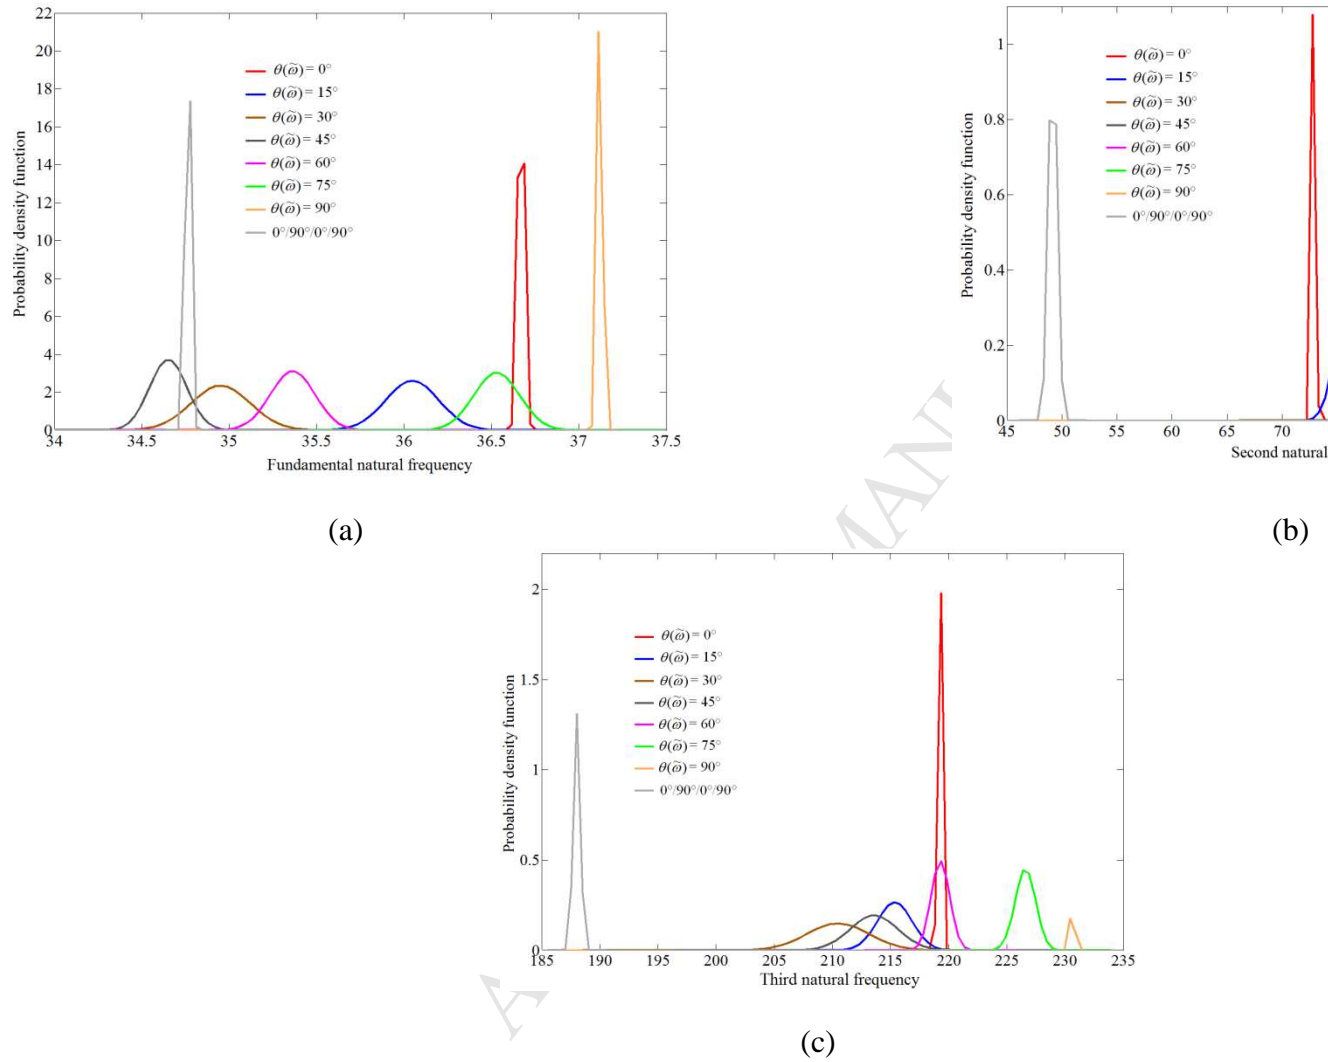 22
20
18
16
14
12
10
8
6
4
2
0
Probability density function
θ(ω̃) = 0°
θ(ω̃) = 15°
θ(ω̃) = 30°
θ(ω̃) = 45°
θ(ω̃) = 60°
θ(ω̃) = 75°
θ(ω̃) = 90°
0°/90°/0°/90°
34 34.5 35 35.5 36 36.5 37 37.5
Fundamental natural frequency
(a)
1
0.8
0.6
0.4
0.2
0
Probability density function
θ(ω̃) = 0°
θ(ω̃) = 15°
θ(ω̃) = 30°
θ(ω̃) = 45°
θ(ω̃) = 60°
θ(ω̃) = 75°
θ(ω̃) = 90°
0°/90°/0°/90°
45 50 55 60 65 70
Second natural
(b)
2
1.5
1
0.5
0
Probability density function
θ(ω̃) = 0°
θ(ω̃) = 15°
θ(ω̃) = 30°
θ(ω̃) = 45°
θ(ω̃) = 60°
θ(ω̃) = 75°
θ(ω̃) = 90°
0°/90°/0°/90°
185 190 195 200 205 210 215 220 225 230 235
Third natural frequency
(c)